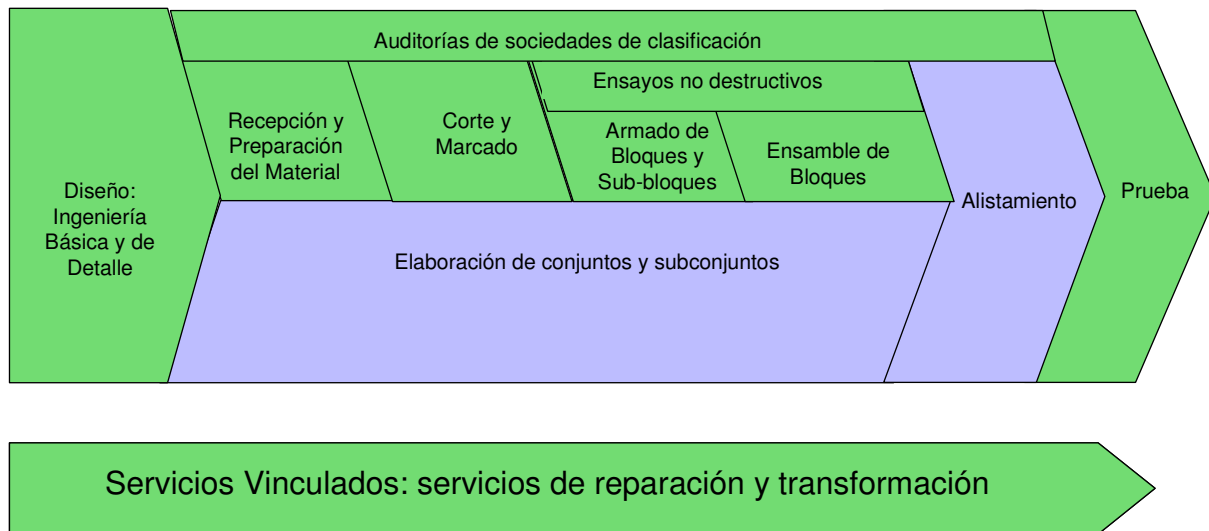 Auditorías de sociedades de clasificación
Ensayos no destructivos
Recepción y
Preparación
del Material
Corte y
Marcado
Armado de
Bloques y
Sub-bloques
Ensamble de
Bloques
Diseño:
Ingeniería
Básica y de
Detalle
Alistamiento
Prueba
Elaboración de conjuntos y subconjuntos
Servicios Vinculados: servicios de reparación y transformación